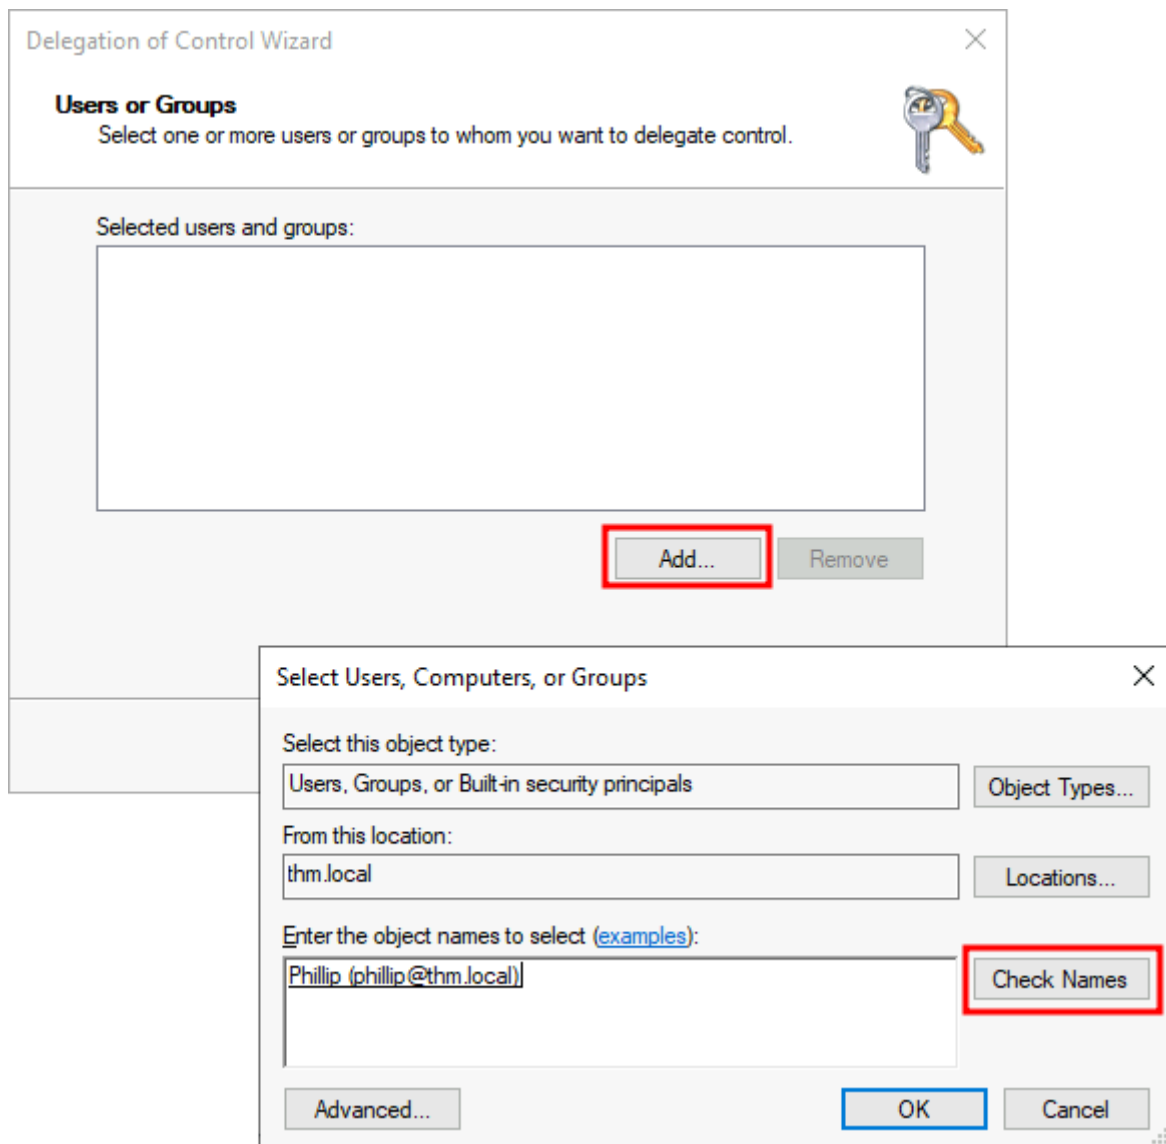 Delegation of Control Wizard
Users or Groups
Select one or more users or groups to whom you want to delegate control.
Selected users and groups:
Add...
Remove
Select Users, Computers, or Groups
Select this object type:
Users, Groups, or Built-in security principals
Object Types...
From this location:
thm.local
Locations...
Enter the object names to select (examples):
Phillip (phillip@thm.local)
Check Names
Advanced...
OK
Cancel